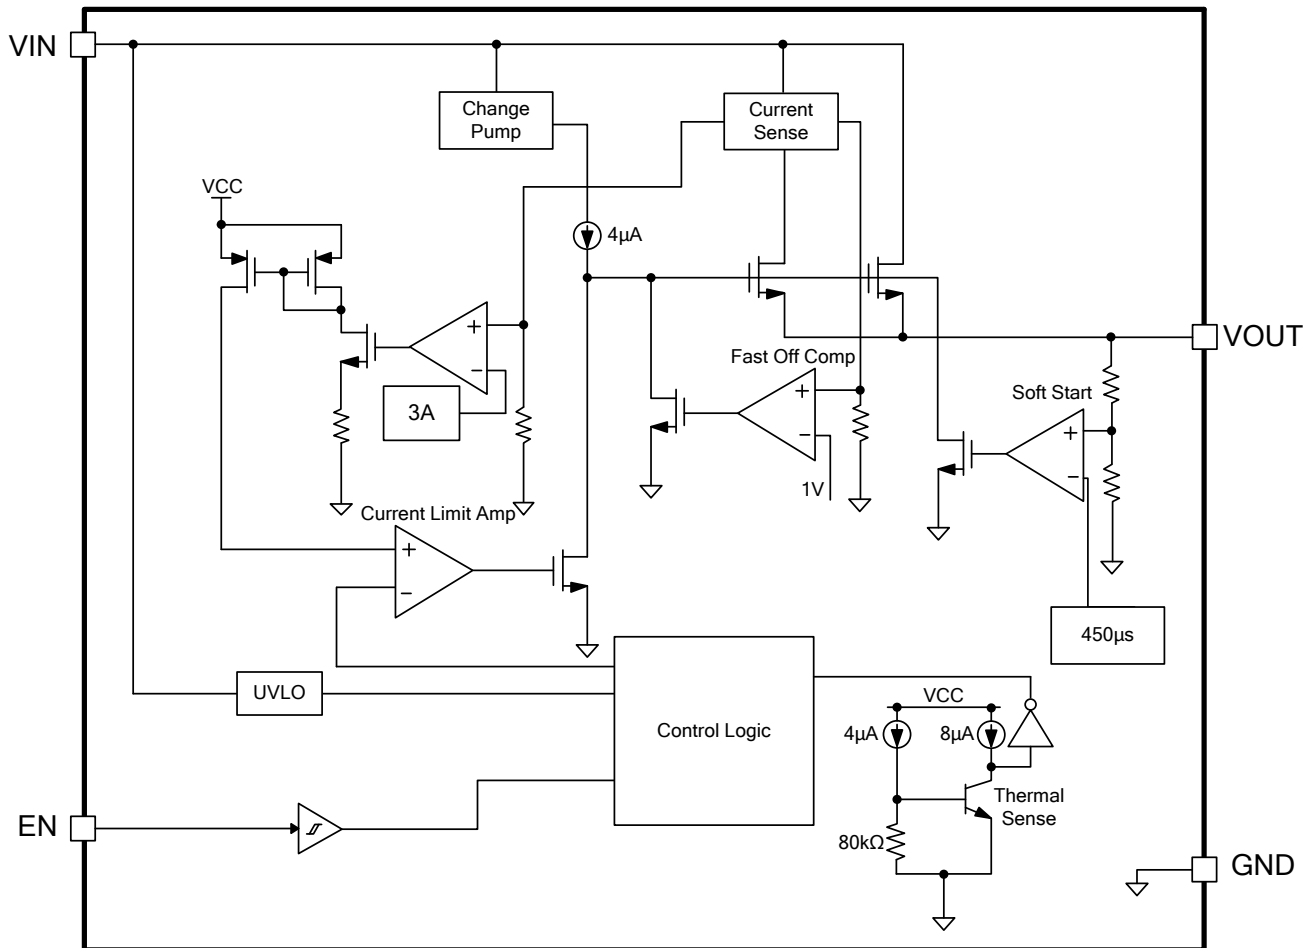 VIN
Change
Pump
Current
Sense
VCC
4µA
+
−
3A
Fast Off Comp
+
−
1V
VOUT
Soft Start
+
−
450µs
Current Limit Amp
+
−
UVLO
Control Logic
VCC
4µA
8µA
Thermal
Sense
80kΩ
EN
GND